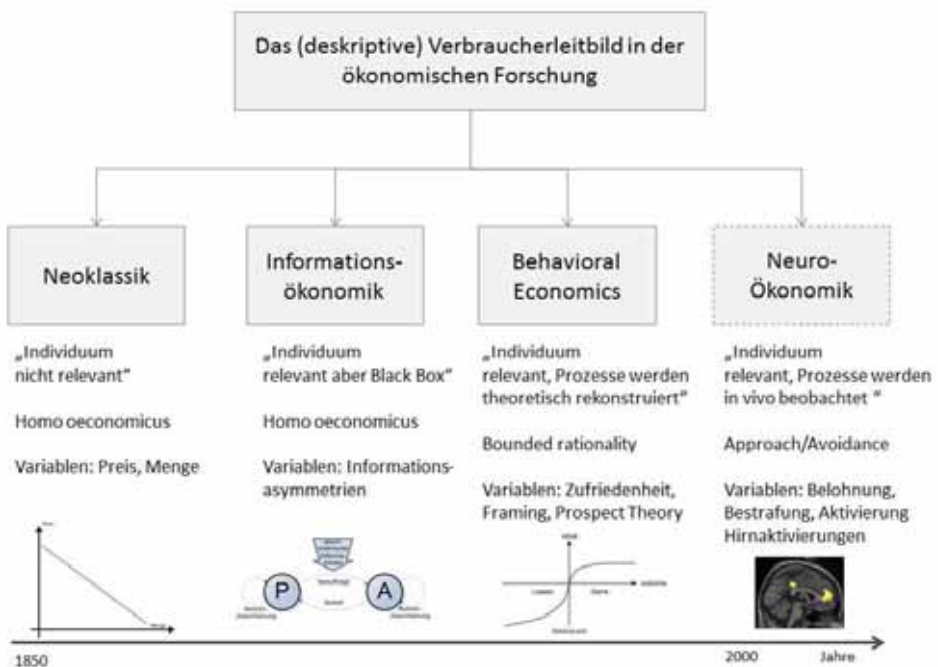 Das (deskriptive) Verbraucherleitbild in der
ökonomischen Forschung
Neoklassik
Informations-
ökonomik
Behavioral
Economics
Neuro-
Ökonomik
„Individuum
nicht relevant“
Homo oeconomicus
Variablen: Preis, Menge
„Individuum
relevant aber Black Box“
Homo oeconomicus
Variablen: Informations-
asymmetrien
„Individuum
relevant, Prozesse werden
theoretisch rekonstruiert“
Bounded rationality
Variablen: Zufriedenheit,
Framing, Prospect Theory
„Individuum
relevant, Prozesse werden
in vivo beobachtet “
Approach/Avoidance
Variablen: Belohnung,
Bestrafung, Aktivierung
Hirnaktivierungen
P
A
1850
2000
Jahre